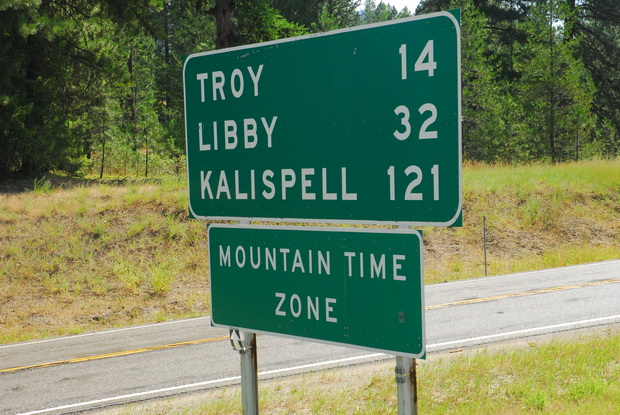 TROY 14
LIBBY 32
KALISPELL 121
MOUNTAIN TIME
ZONE